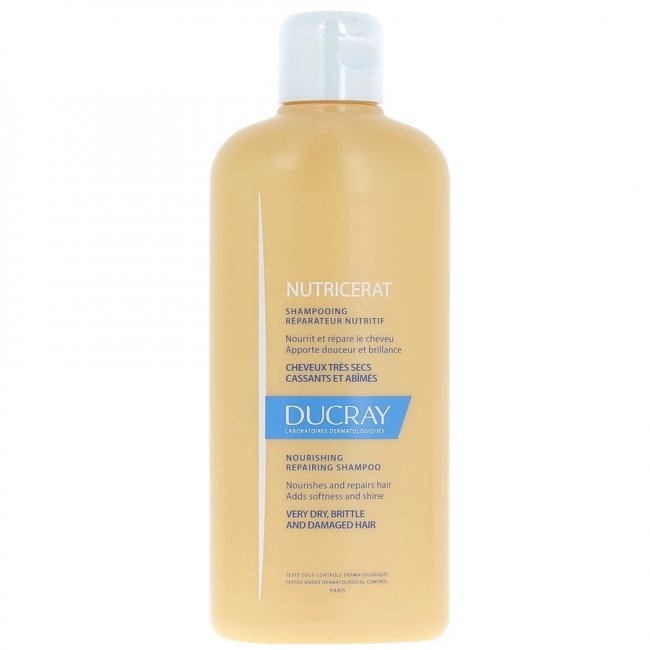 NUTRICERAT
SHAMPOOING
RÉPARATEUR NUTRITIF
Nourrit et répare le cheveu
Apporte douceur et brillance
CHEVEUX TRÈS SECS
CASSANTS ET ABÎMÉS
DUCRAY
LABORATOIRES DERMATOLOGIQUES
NOURISHING
REPAIRING SHAMPOO
Nourishes and repairs hair
Adds softness and shine
VERY DRY, BRITTLE
AND DAMAGED HAIR
TESTÉ SOUS CONTRÔLE DERMATOLOGIQUE
TESTED UNDER DERMATOLOGICAL CONTROL
PARIS